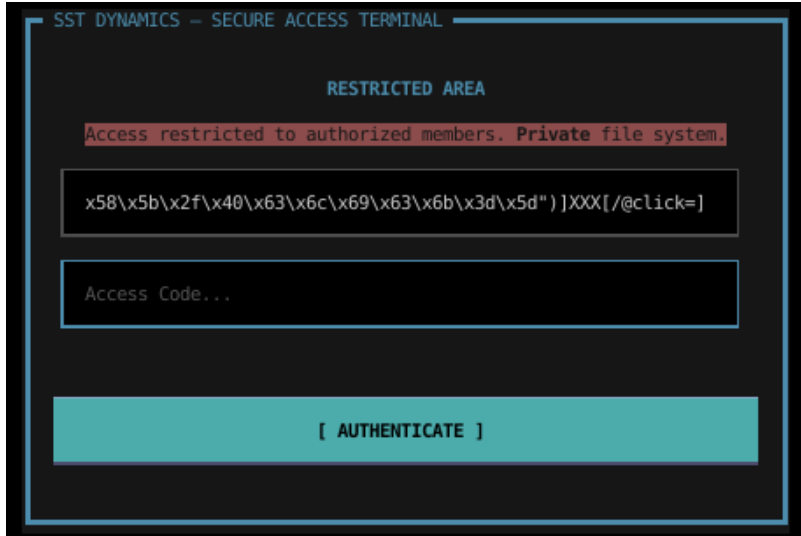 SST DYNAMICS — SECURE ACCESS TERMINAL
RESTRICTED AREA
Access restricted to authorized members. Private file system.
x58\x5b\x2f\x40\x63\x6c\x69\x63\x6b\x3d\x5d")]XXX[/@click=]
Access Code...
[ AUTHENTICATE ]